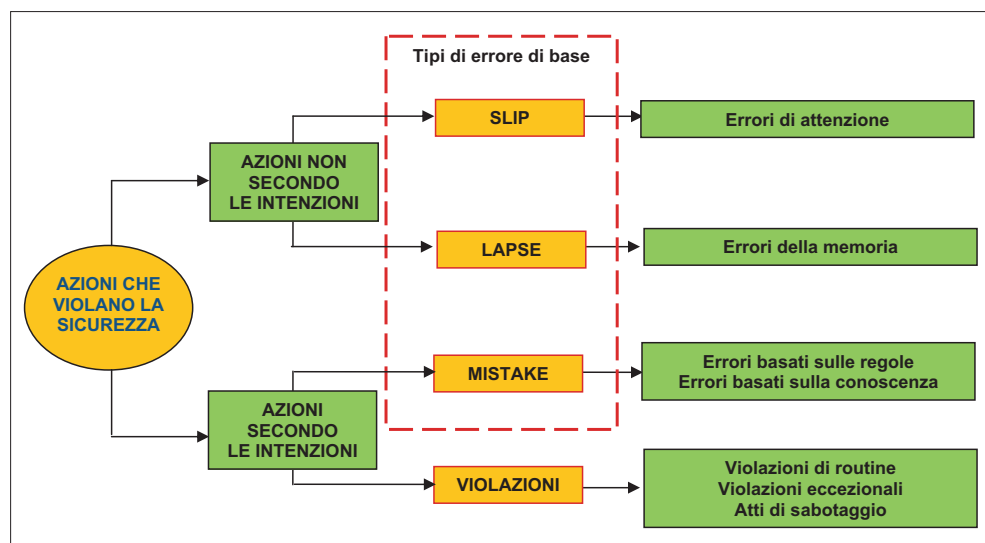 Tipi di errore di base
SLIP
Errori di attenzione
AZIONI NON
SECONDO
LE INTENZIONI
LAPSE
Errori della memoria
AZIONI CHE
VIOLANO LA
SICUREZZA
MISTAKE
Errori basati sulle regole
Errori basati sulla conoscenza
AZIONI
SECONDO
LE INTENZIONI
VIOLAZIONI
Violazioni di routine
Violazioni eccezionali
Atti di sabotaggio